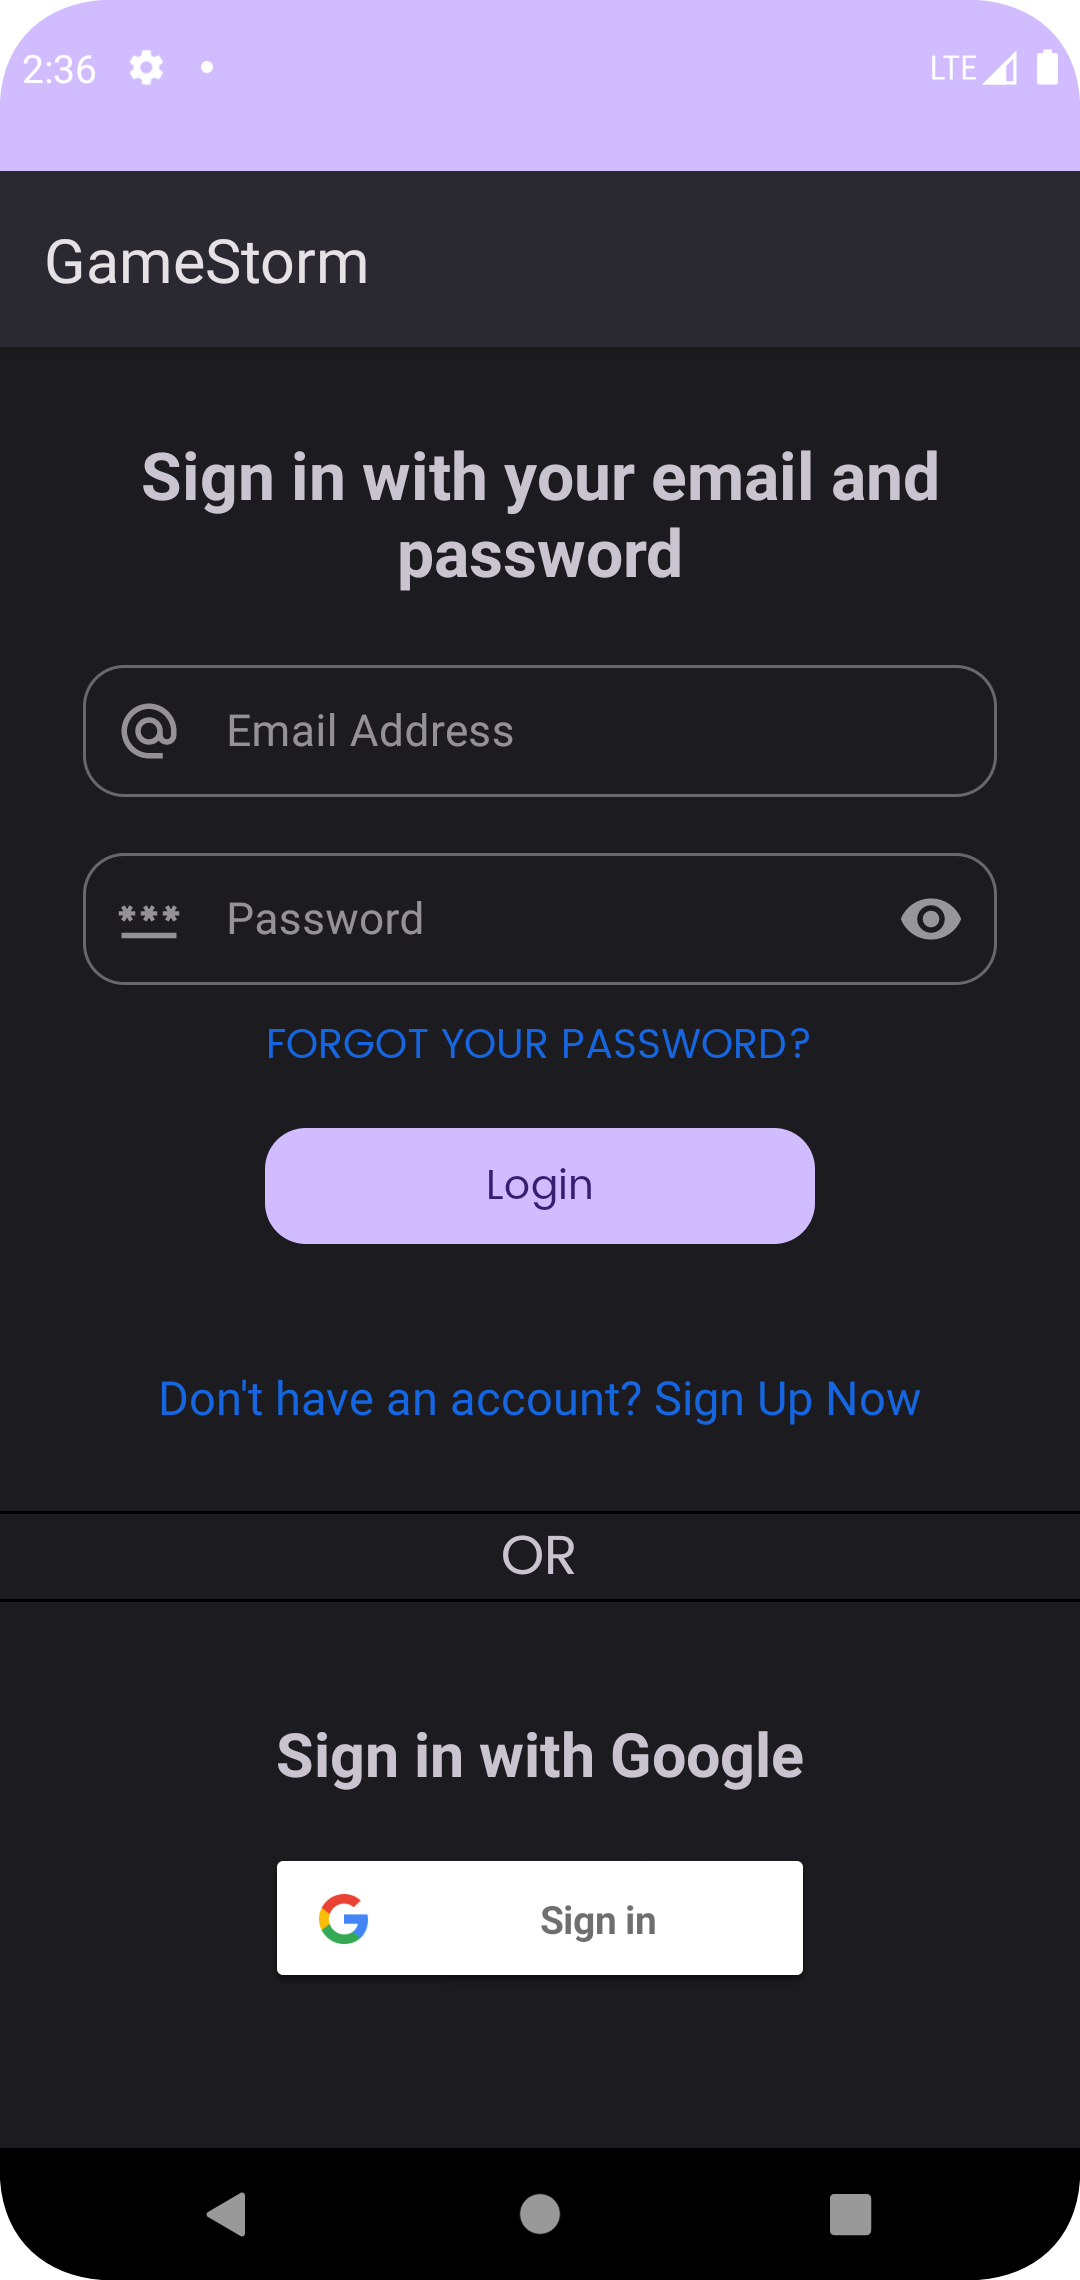 2:36
LTE
GameStorm
Sign in with your email and
password
Email Address
Password
FORGOT YOUR PASSWORD?
Login
Don't have an account? Sign Up Now
OR
Sign in with Google
Sign in